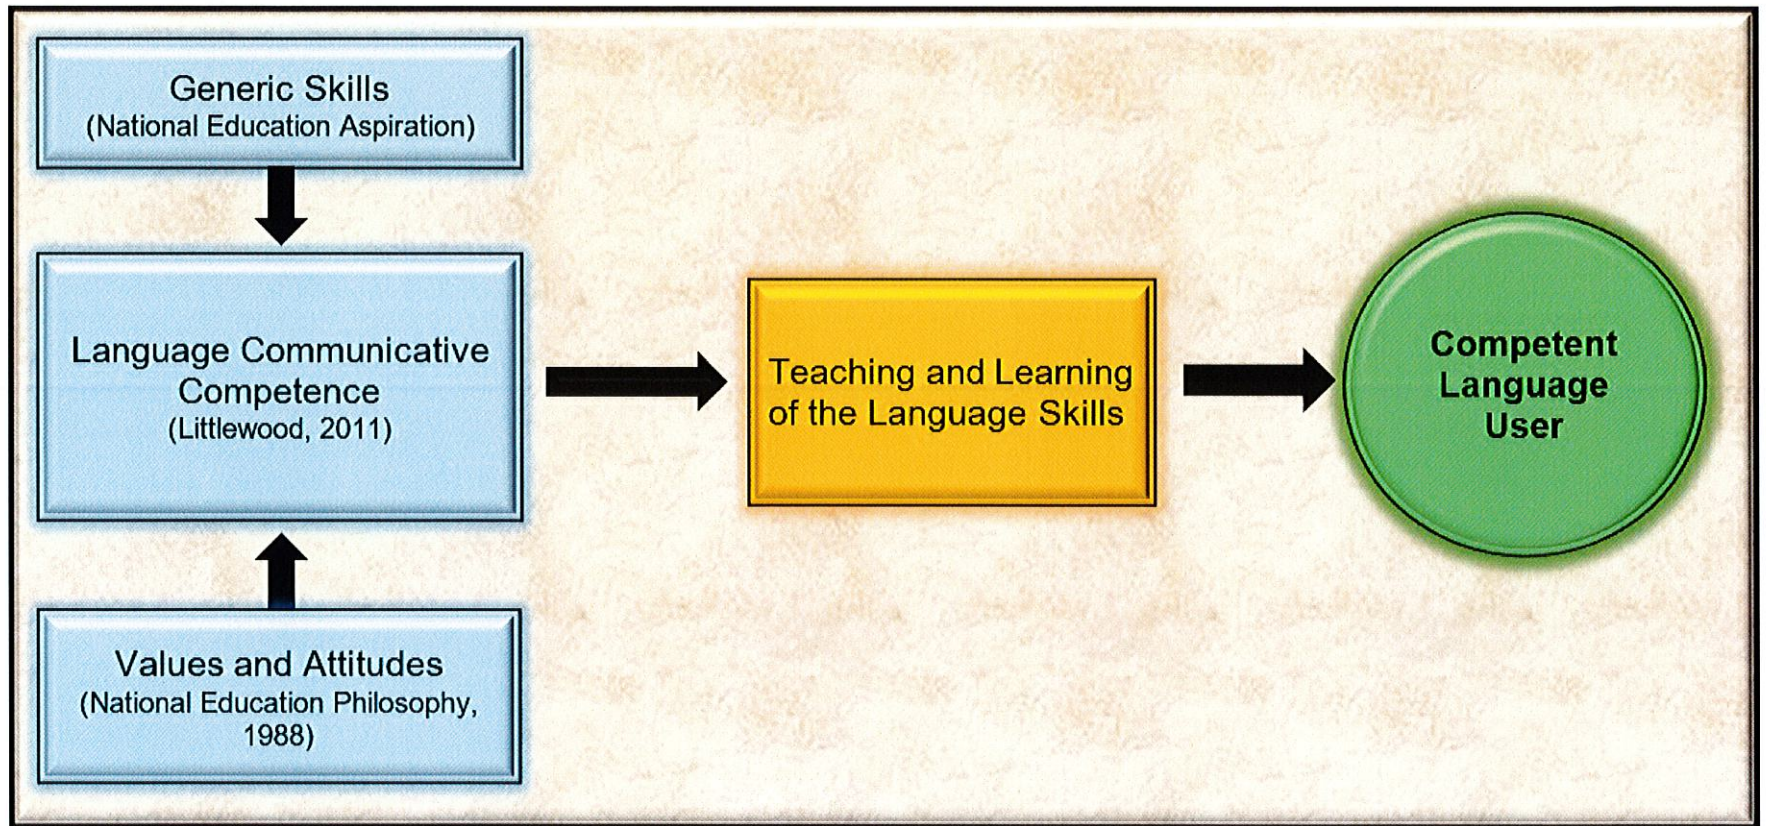 Generic Skills
(National Education Aspiration)
Language Communicative
Competence
(Littlewood, 2011)
Values and Attitudes
(National Education Philosophy,
1988)
Teaching and Learning
of the Language Skills
Competent
Language
User